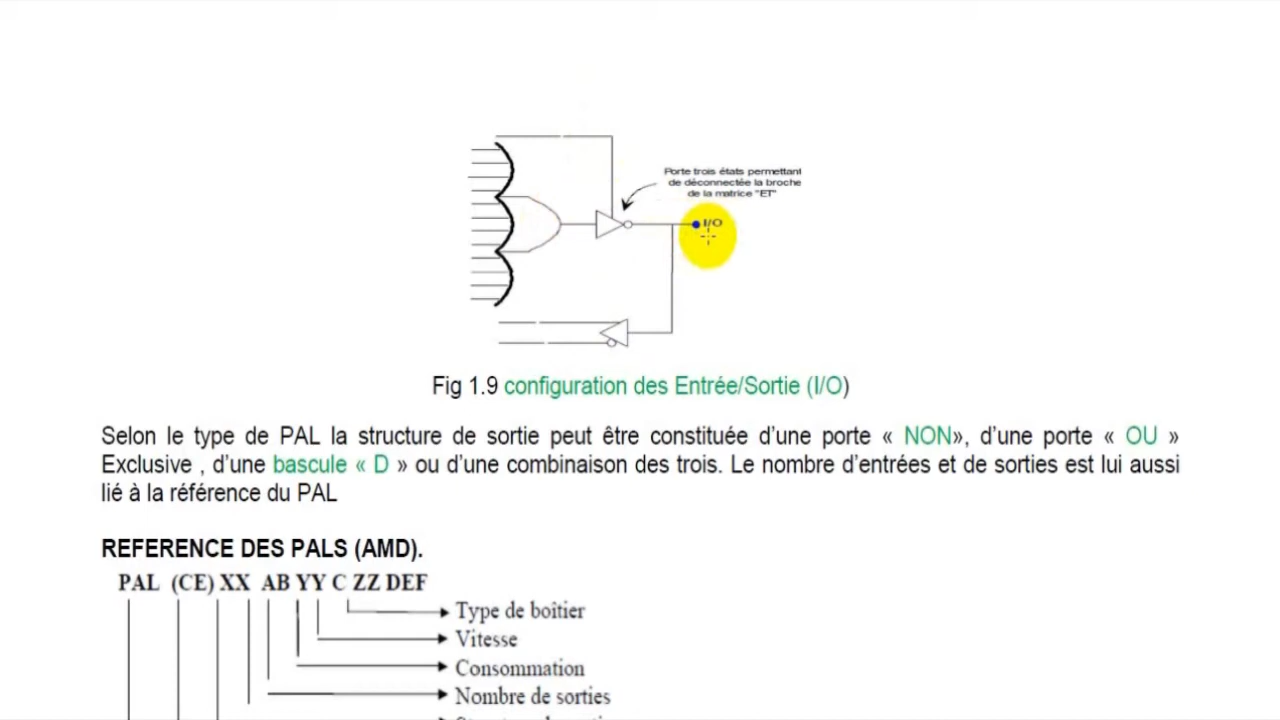 Porte trois états permettant
de déconnectée la broche
de la matrice "ET"
I/O
Fig 1.9 configuration des Entrée/Sortie (I/O)
Selon le type de PAL la structure de sortie peut être constituée d’une porte « NON», d’une porte « OU »
Exclusive , d’une bascule « D » ou d’une combinaison des trois. Le nombre d’entrées et de sorties est lui aussi
lié à la référence du PAL
REFERENCE DES PALS (AMD).
PAL (CE) XX AB YY C ZZ DEF
Type de boîtier
Vitesse
Consommation
Nombre de sorties